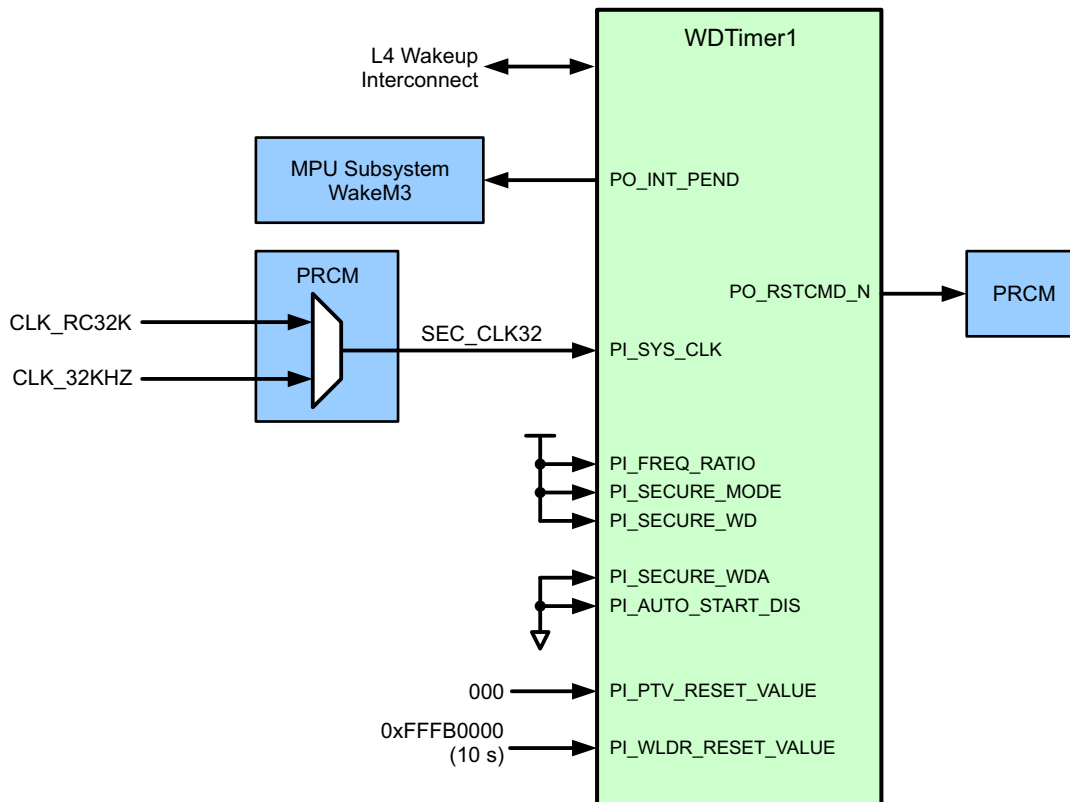 WDTimer1
L4 Wakeup
Interconnect
MPU Subsystem
WakeM3
PO_INT_PEND
PRCM
PO_RSTCMD_N
PRCM
CLK_RC32K
SEC_CLK32
PI_SYS_CLK
CLK_32KHZ
PI_FREQ_RATIO
PI_SECURE_MODE
PI_SECURE_WD
PI_SECURE_WDA
PI_AUTO_START_DIS
000
PI_PTV_RESET_VALUE
0xFFFB0000
(10 s)
PI_WLDR_RESET_VALUE